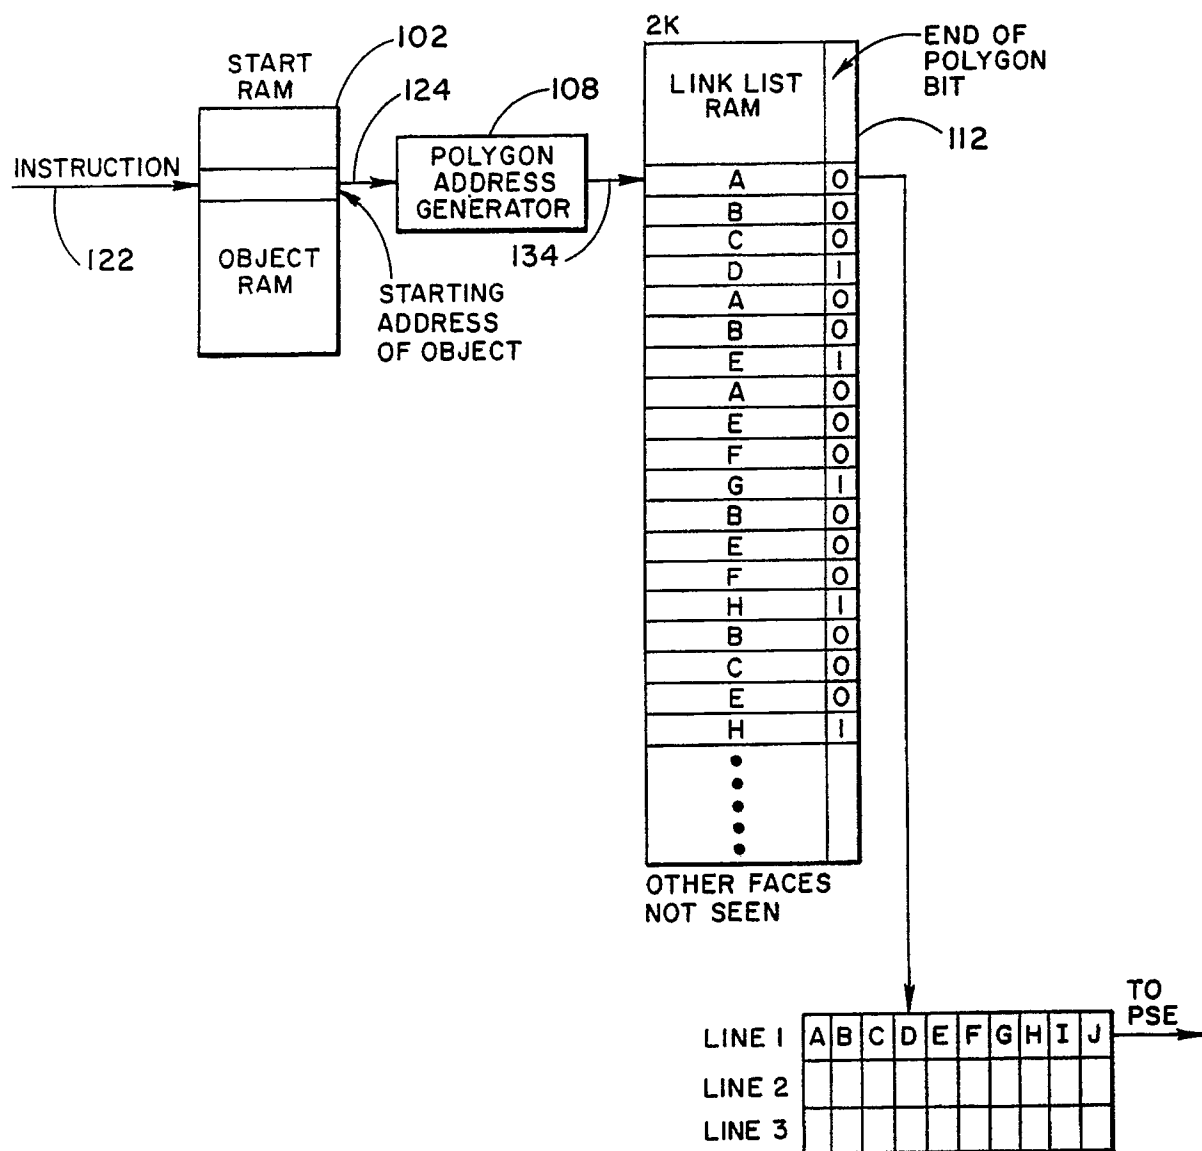 2K
102
START
RAM
124
108
END OF
POLYGON
BIT
LINK LIST
RAM
112
INSTRUCTION
POLYGON
ADDRESS
GENERATOR
122
134
OBJECT
RAM
STARTING
ADDRESS
OF OBJECT
A 0
B 0
C 0
D 1
A 0
B 0
E 1
A 0
E 0
F 0
G 1
B 0
E 0
F 0
H 1
B 0
C 0
E 0
H 1
OTHER FACES
NOT SEEN
TO
PSE
LINE 1 A B C D E F G H I J
LINE 2
LINE 3